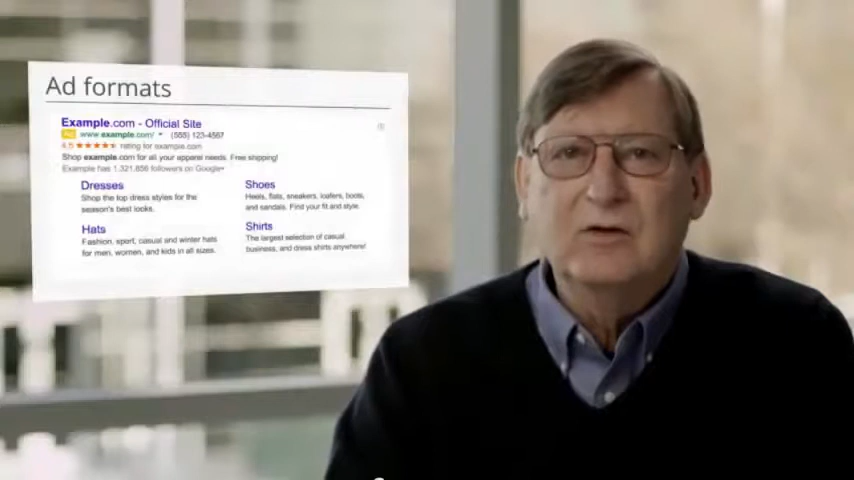 Ad formats
Example.com - Official Site
Ad www.example.com/ (555) 123-4567
4.5 ★★★★★ rating for example.com
Shop example.com for all your apparel needs. Free shipping!
Example has 1,321,856 followers on Google+
Dresses
Shop the top dress styles for the
season's best looks.
Shoes
Heels, flats, sneakers, loafers, boots,
and sandals. Find your fit and style.
Hats
Fashion, sport, casual and winter hats
for men, women, and kids in all sizes.
Shirts
The largest selection of casual
business, and dress shirts anywhere!